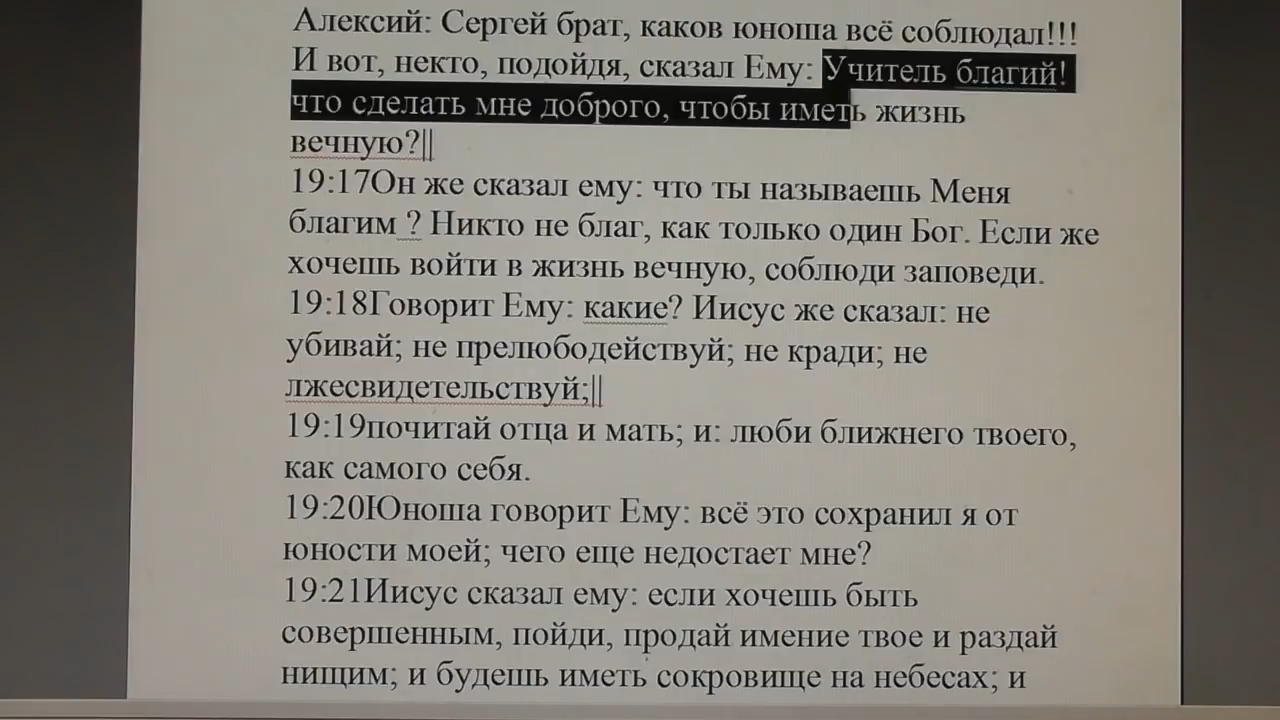 Алексий: Сергей брат, каков юноша всё соблюдал!!!
И вот, некто, подойдя, сказал Ему: Учитель благий!
что сделать мне доброго, чтобы иметь жизнь
вечную?||
19:17Он же сказал ему: что ты называешь Меня
благим ? Никто не благ, как только один Бог. Если же
хочешь войти в жизнь вечную, соблюди заповеди.
19:18Говорит Ему: какие? Иисус же сказал: не
убивай; не прелюбодействуй; не кради; не
лжесвидетельствуй;||
19:19почитай отца и мать; и: люби ближнего твоего,
как самого себя.
19:20Юноша говорит Ему: всё это сохранил я от
юности моей; чего еще недостает мне?
19:21Иисус сказал ему: если хочешь быть
совершенным, пойди, продай имение твое и раздай
нищим; и будешь иметь сокровище на небесах; и